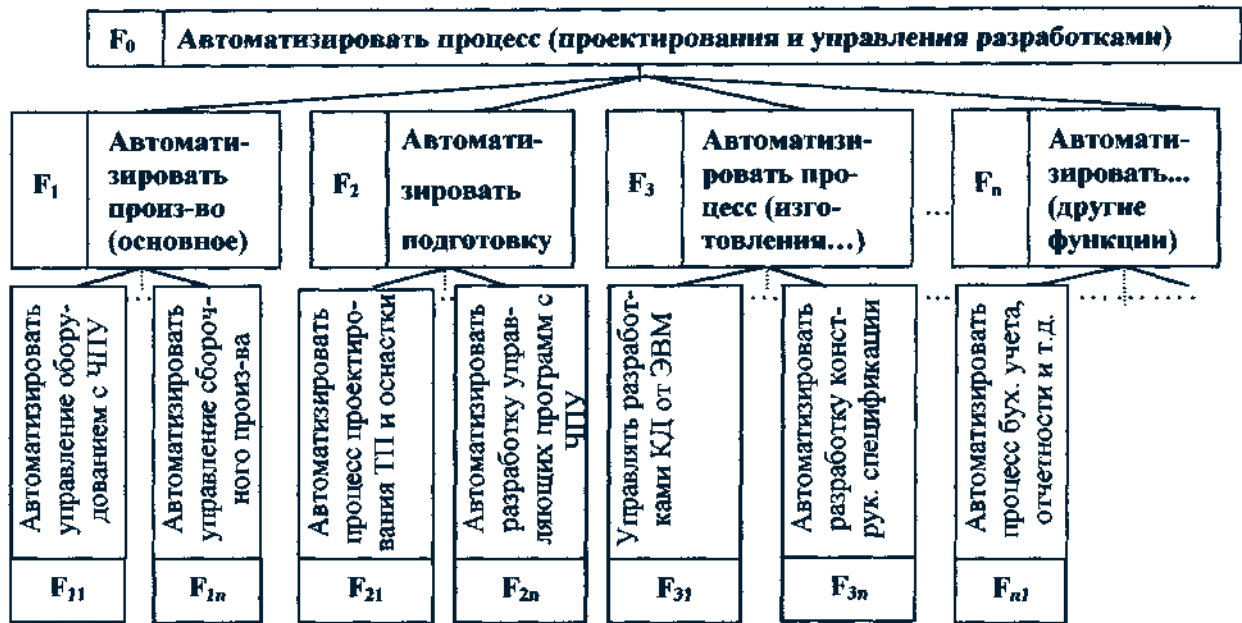 F₀ Автоматизировать процесс (проектирования и управления разработками)
F₁
Автомати-
зировать
произ-во
(основное)
F₂
Автомати-
зировать
подготовку
F₃
Автоматизи-
ровать про-
цесс (изго-
товления...)
...
Fₙ
Автомати-
зировать...
(другие
функции)
Автоматизировать
управление обору-
дованием с ЧПУ
F₁₁
Автоматизировать
управление сбороч-
ного произ-ва
F₁ₙ
Автоматизировать
процесс проектиро-
вания ТП и оснастки
F₂₁
Автоматизировать
разработку управ-
ляющих программ с
ЧПУ
F₂ₙ
Управлять разработ-
ками КД от ЭВМ
F₃₁
Автоматизировать
разработку конст-
рук. спецификации
F₃ₙ
Автоматизировать
процесс бух. учета,
отчетности и т.д.
Fₙ₁